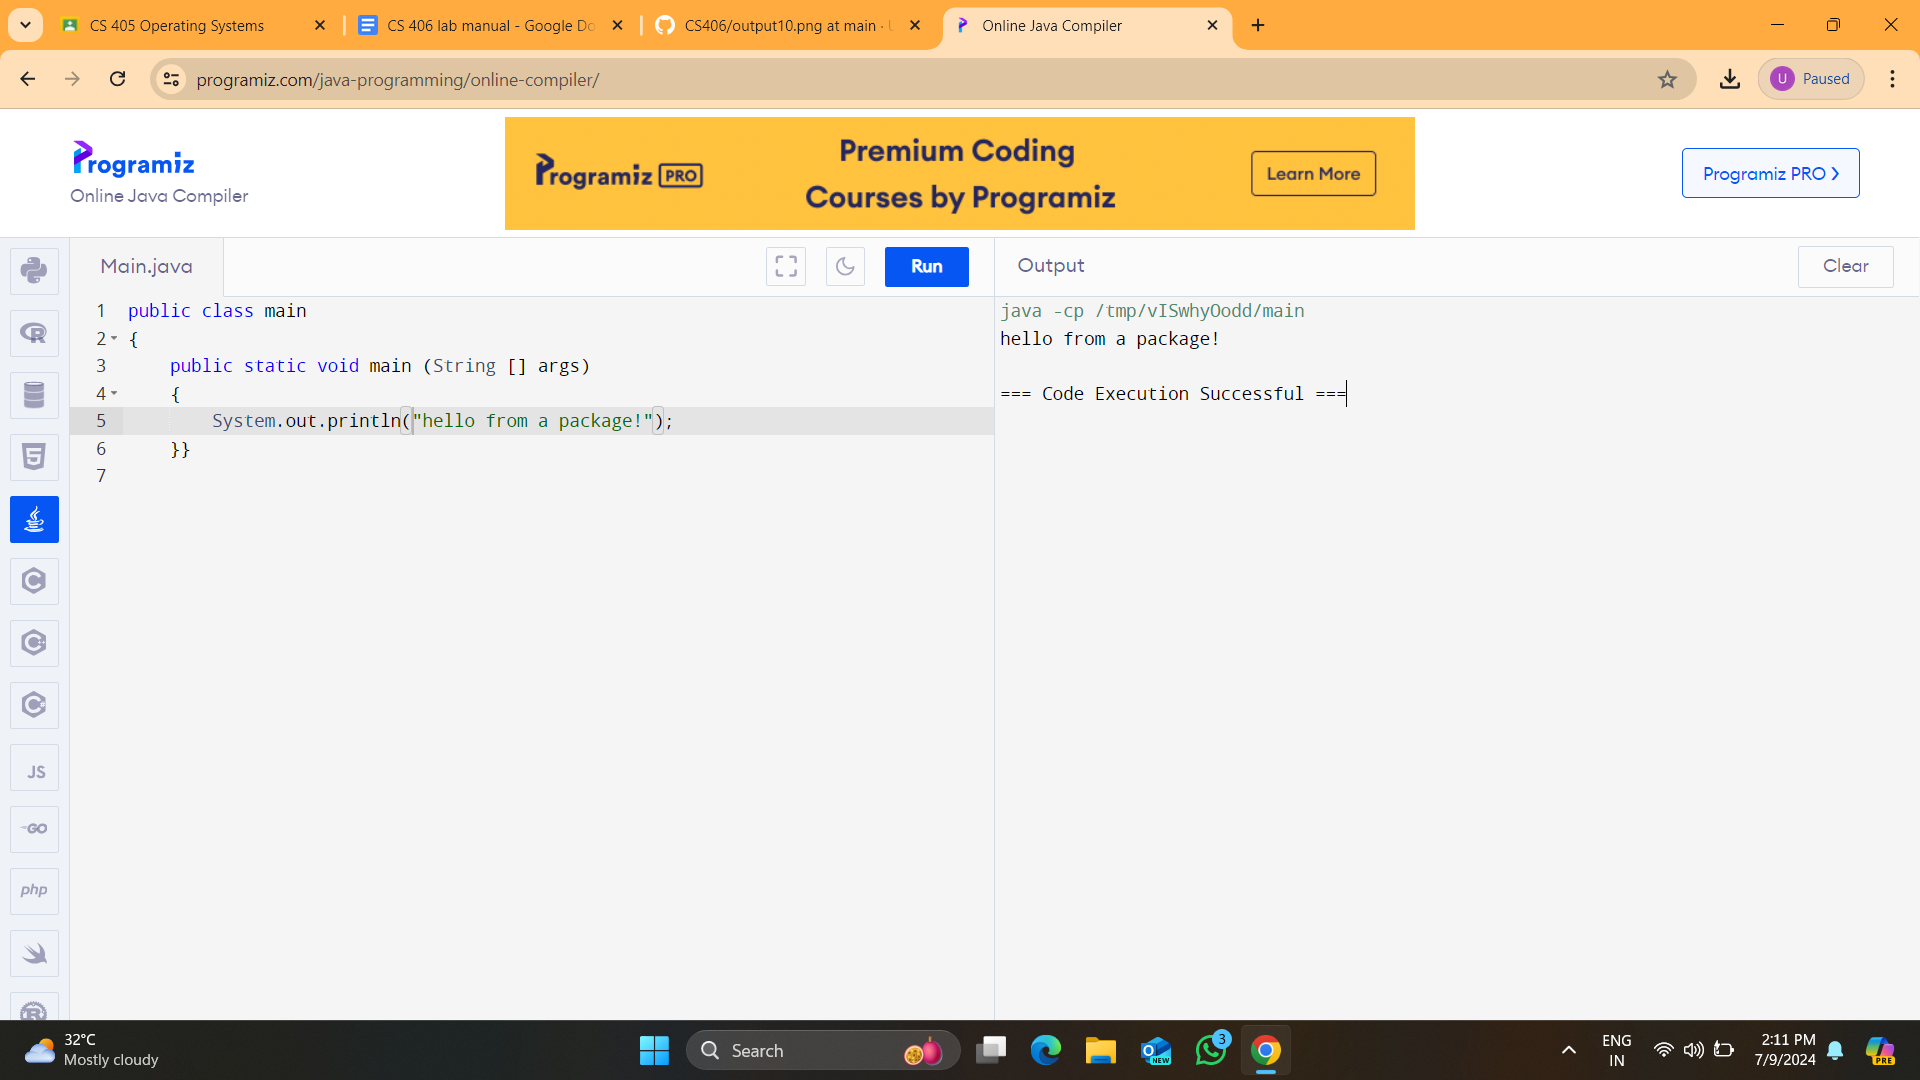 CS 405 Operating Systems
CS 406 lab manual - Google Do
CS406/output10.png at main · U
Online Java Compiler
programiz.com/java-programming/online-compiler/
U Paused
Programiz
Online Java Compiler
Programiz PRO
Premium Coding
Courses by Programiz
Learn More
Programiz PRO
Main.java
Run
Output
Clear
1 public class main
2 {
3 public static void main (String [] args)
4 {
5 System.out.println("hello from a package!");
6 }}
7
java -cp /tmp/vISwhyOodd/main
hello from a package!
=== Code Execution Successful ===
R
5
C
C
C
JS
GO
php
R
32°C
Mostly cloudy
Search
NEW
3
ENG
IN
2:11 PM
7/9/2024
PRE